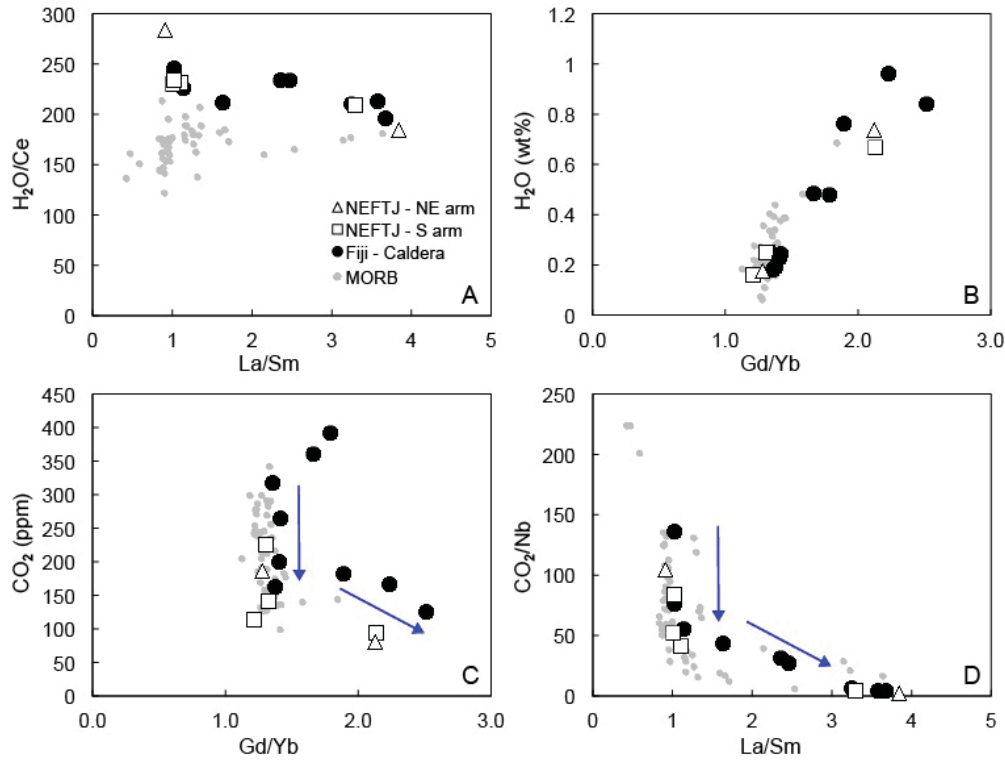 300
250
200
150
100
50
0
H₂O/Ce
0 1 2 3 4 5
La/Sm
NEFTJ - NE arm
NEFTJ - S arm
Fiji - Caldera
MORB
A
1.2
1
0.8
0.6
0.4
0.2
0
H₂O (wt%)
0.0 1.0 2.0 3.0
Gd/Yb
B
450
400
350
300
250
200
150
100
50
0
CO₂ (ppm)
0.0 1.0 2.0 3.0
Gd/Yb
C
250
200
150
100
50
0
CO₂/Nb
0 1 2 3 4 5
La/Sm
D